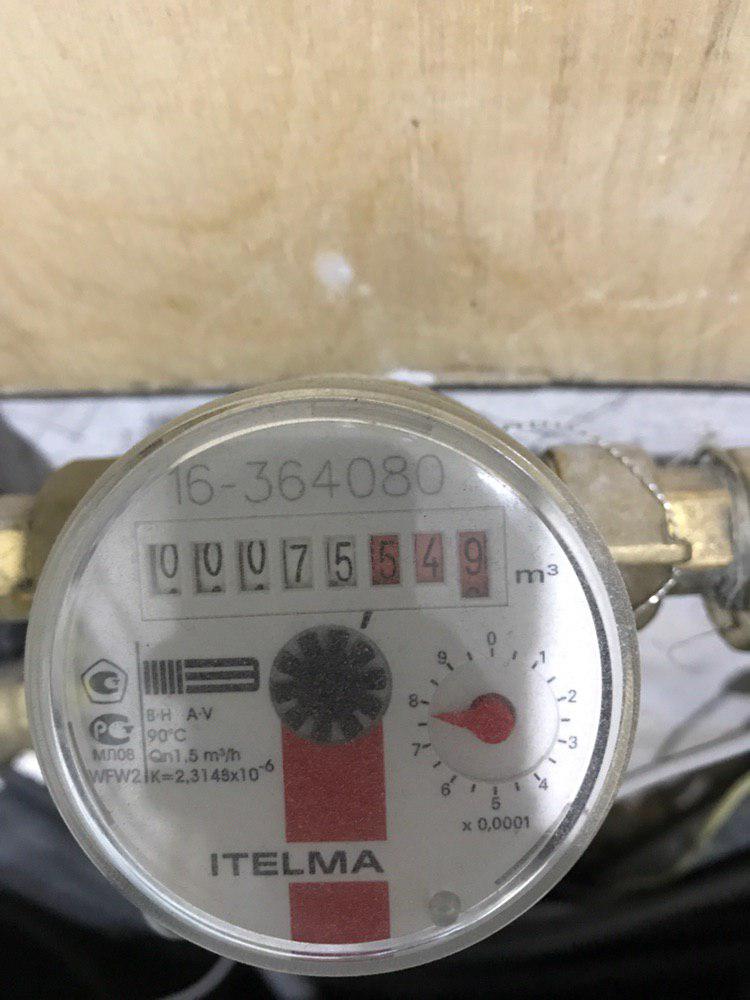 16-364080
00075549 m³
B-H A-V
90°C
МЛ08 Qn1,5 m³/h
WFW2 K=2,3148x10⁻⁶
0
1
2
3
4
5
6
7
8
9
x 0,0001
ITELMA